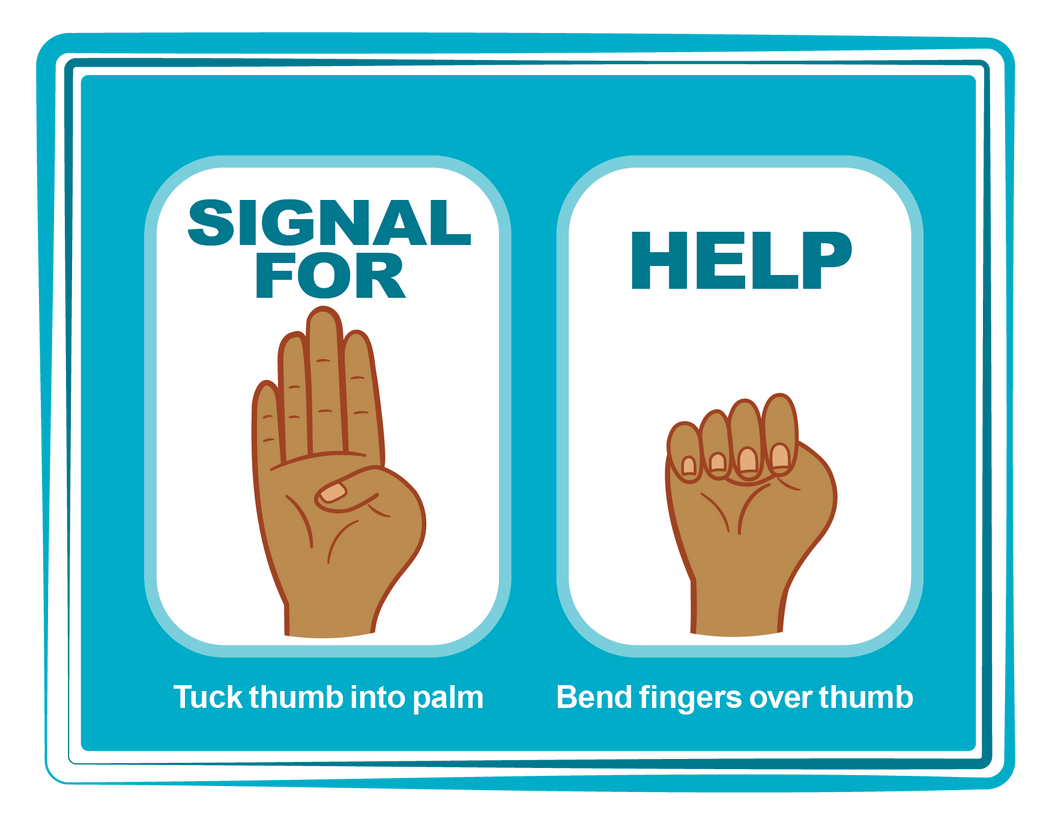 SIGNAL
FOR
HELP
Tuck thumb into palm
Bend fingers over thumb